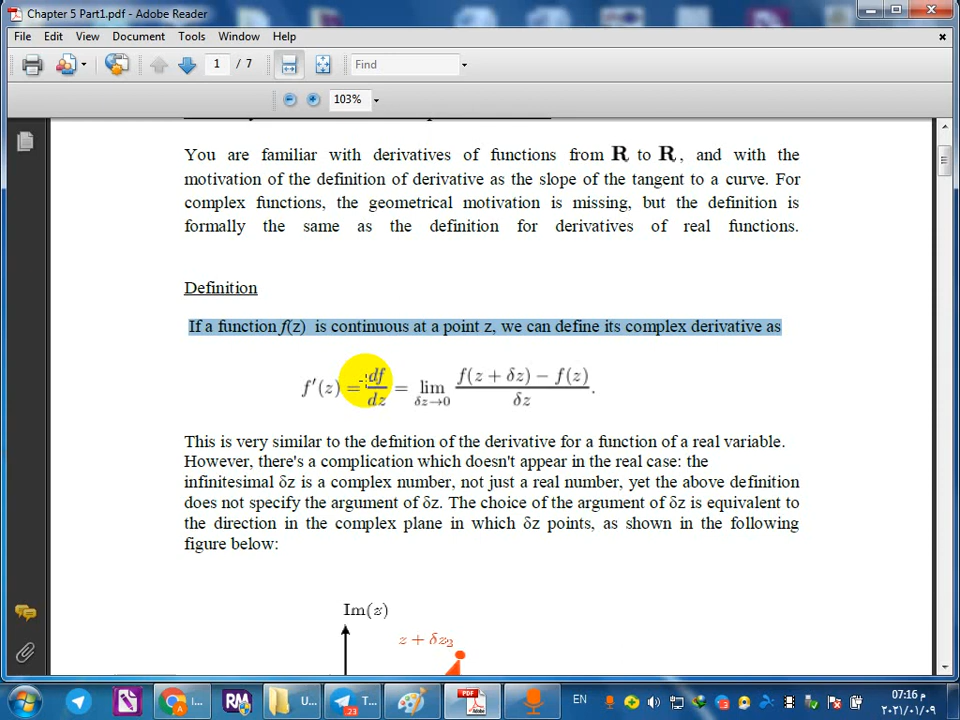 Chapter 5 Part1.pdf - Adobe Reader
File Edit View Document Tools Window Help
1 / 7 Find
103%
You are familiar with derivatives of functions from R to R, and with the
motivation of the definition of derivative as the slope of the tangent to a curve. For
complex functions, the geometrical motivation is missing, but the definition is
formally the same as the definition for derivatives of real functions.
Definition
If a function f(z) is continuous at a point z, we can define its complex derivative as
f′(z) = df/dz = lim δz→0 f(z + δz) − f(z) / δz.
This is very similar to the defnition of the derivative for a function of a real variable.
However, there's a complication which doesn't appear in the real case: the
infinitesimal δz is a complex number, not just a real number, yet the above definition
does not specify the argument of δz. The choice of the argument of δz is equivalent to
the direction in the complex plane in which δz points, as shown in the following
figure below:
Im(z)
z + δz₃
I... RM U... T... 23 PDF EN 07:16 م
٢٠٢١/٠١/٠٩